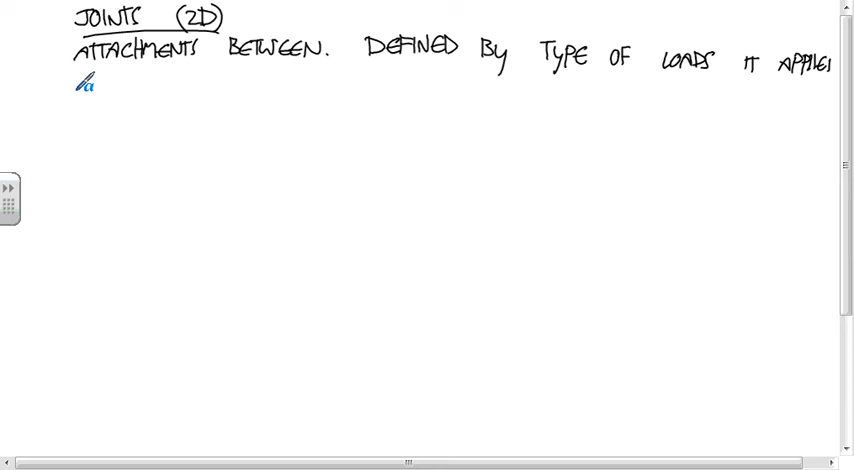 JOINTS (2D)
ATTACHMENTS BETWEEN. DEFINED BY TYPE OF LOADS IT APPLIES